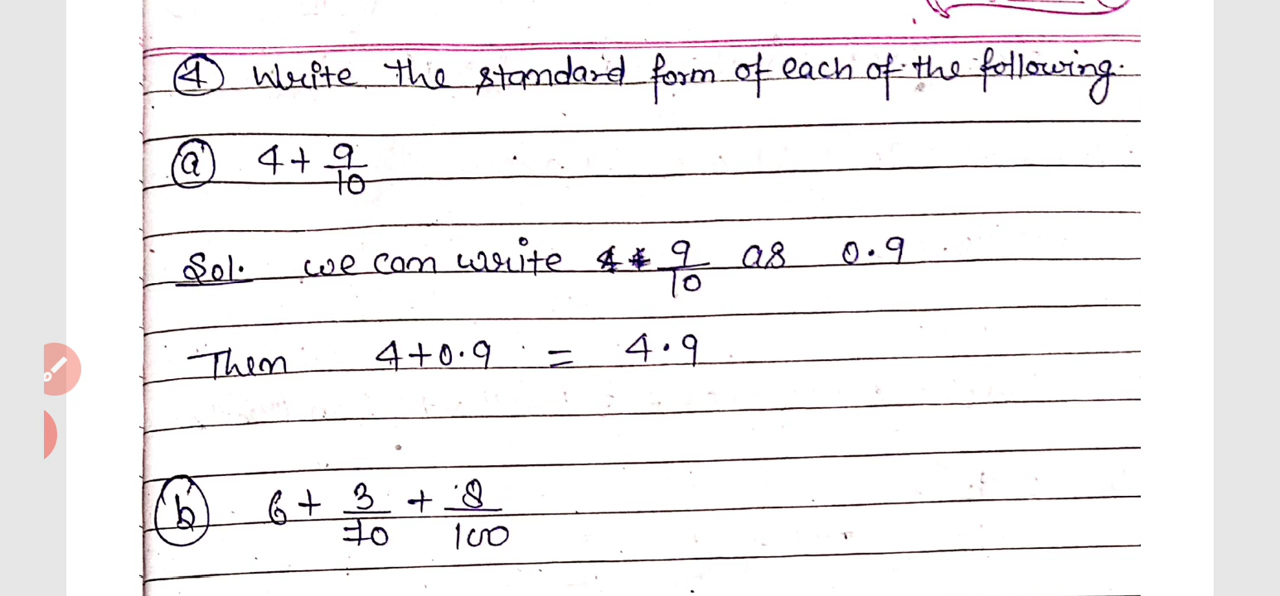 ④ Write the standard form of each of the following.
ⓐ 4 + 9/10
Sol. we can write 9/10 as 0.9
Then 4+0.9 = 4.9
ⓑ 6 + 3/10 + 8/100